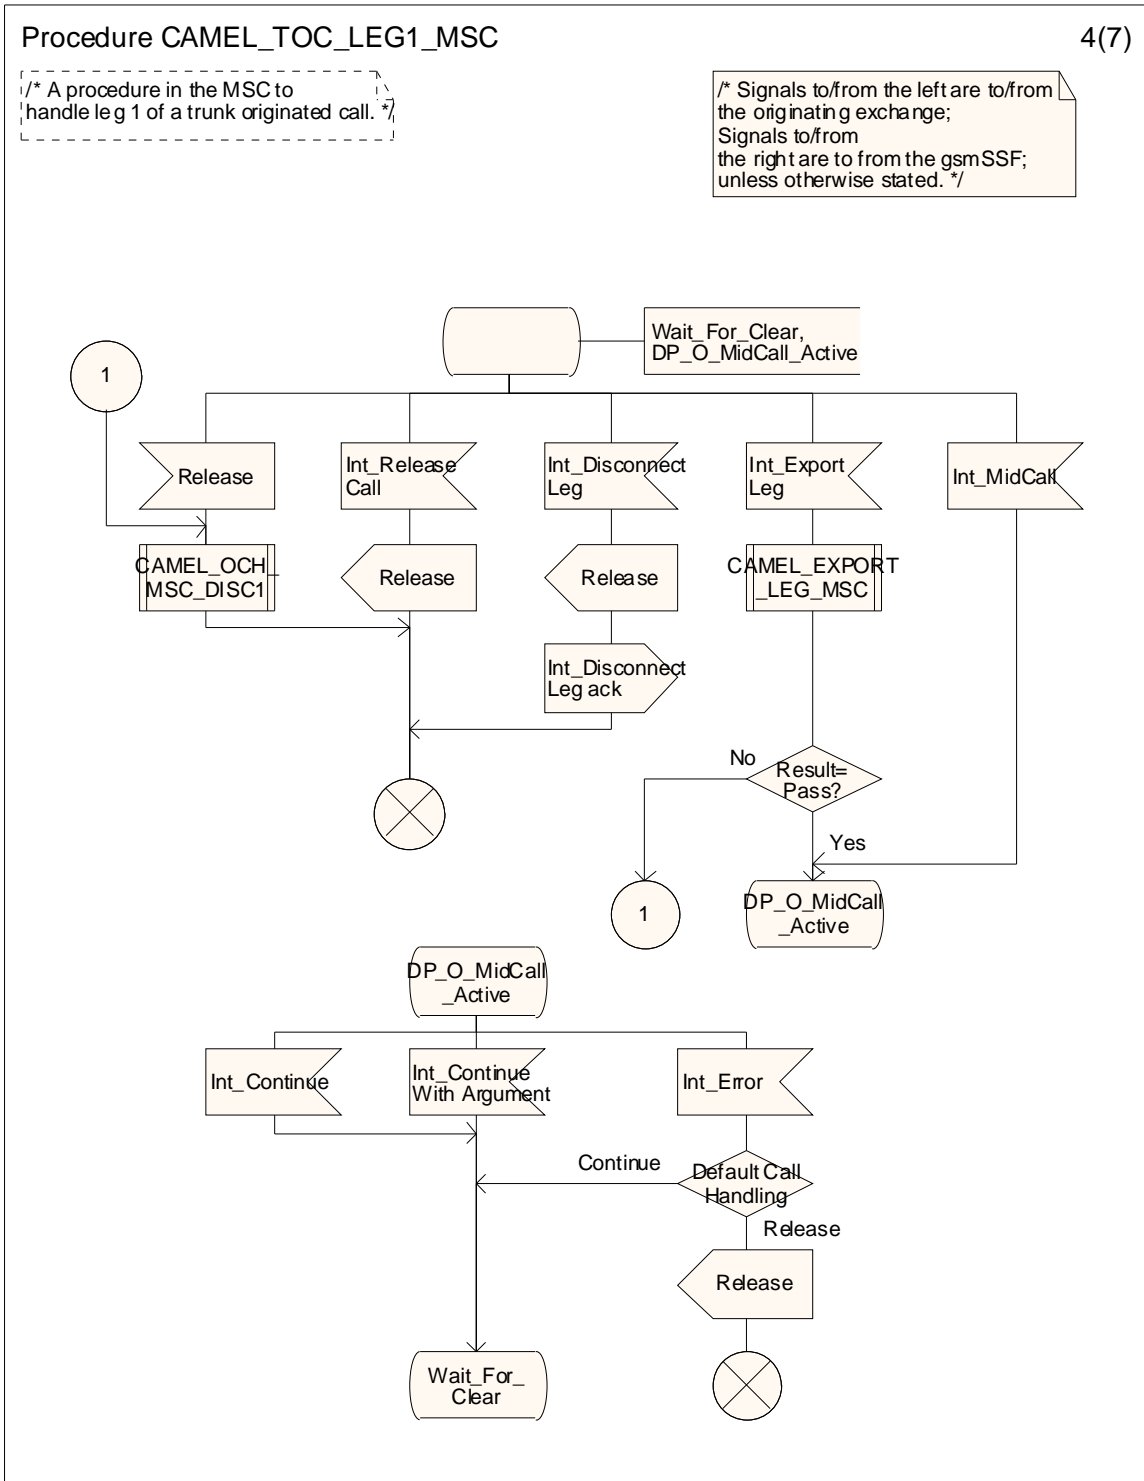 Procedure CAMEL_TOC_LEG1_MSC
4(7)
/* A procedure in the MSC to
handle leg 1 of a trunk originated call. */
/* Signals to/from the left are to/from
the originating exchange;
Signals to/from
the right are to from the gsmSSF;
unless otherwise stated. */
Wait_For_Clear,
DP_O_MidCall_Active
1
Release
Int_Release
Call
Int_Disconnect
Leg
Int_Export
Leg
Int_MidCall
CAMEL_OCH_
MSC_DISC1
Release
Release
CAMEL_EXPORT
_LEG_MSC
Int_Disconnect
Leg ack
No
Result=
Pass?
Yes
1
DP_O_MidCall
_Active
DP_O_MidCall
_Active
Int_Continue
Int_Continue
With Argument
Int_Error
Continue
Default Call
Handling
Release
Release
Wait_For_
Clear